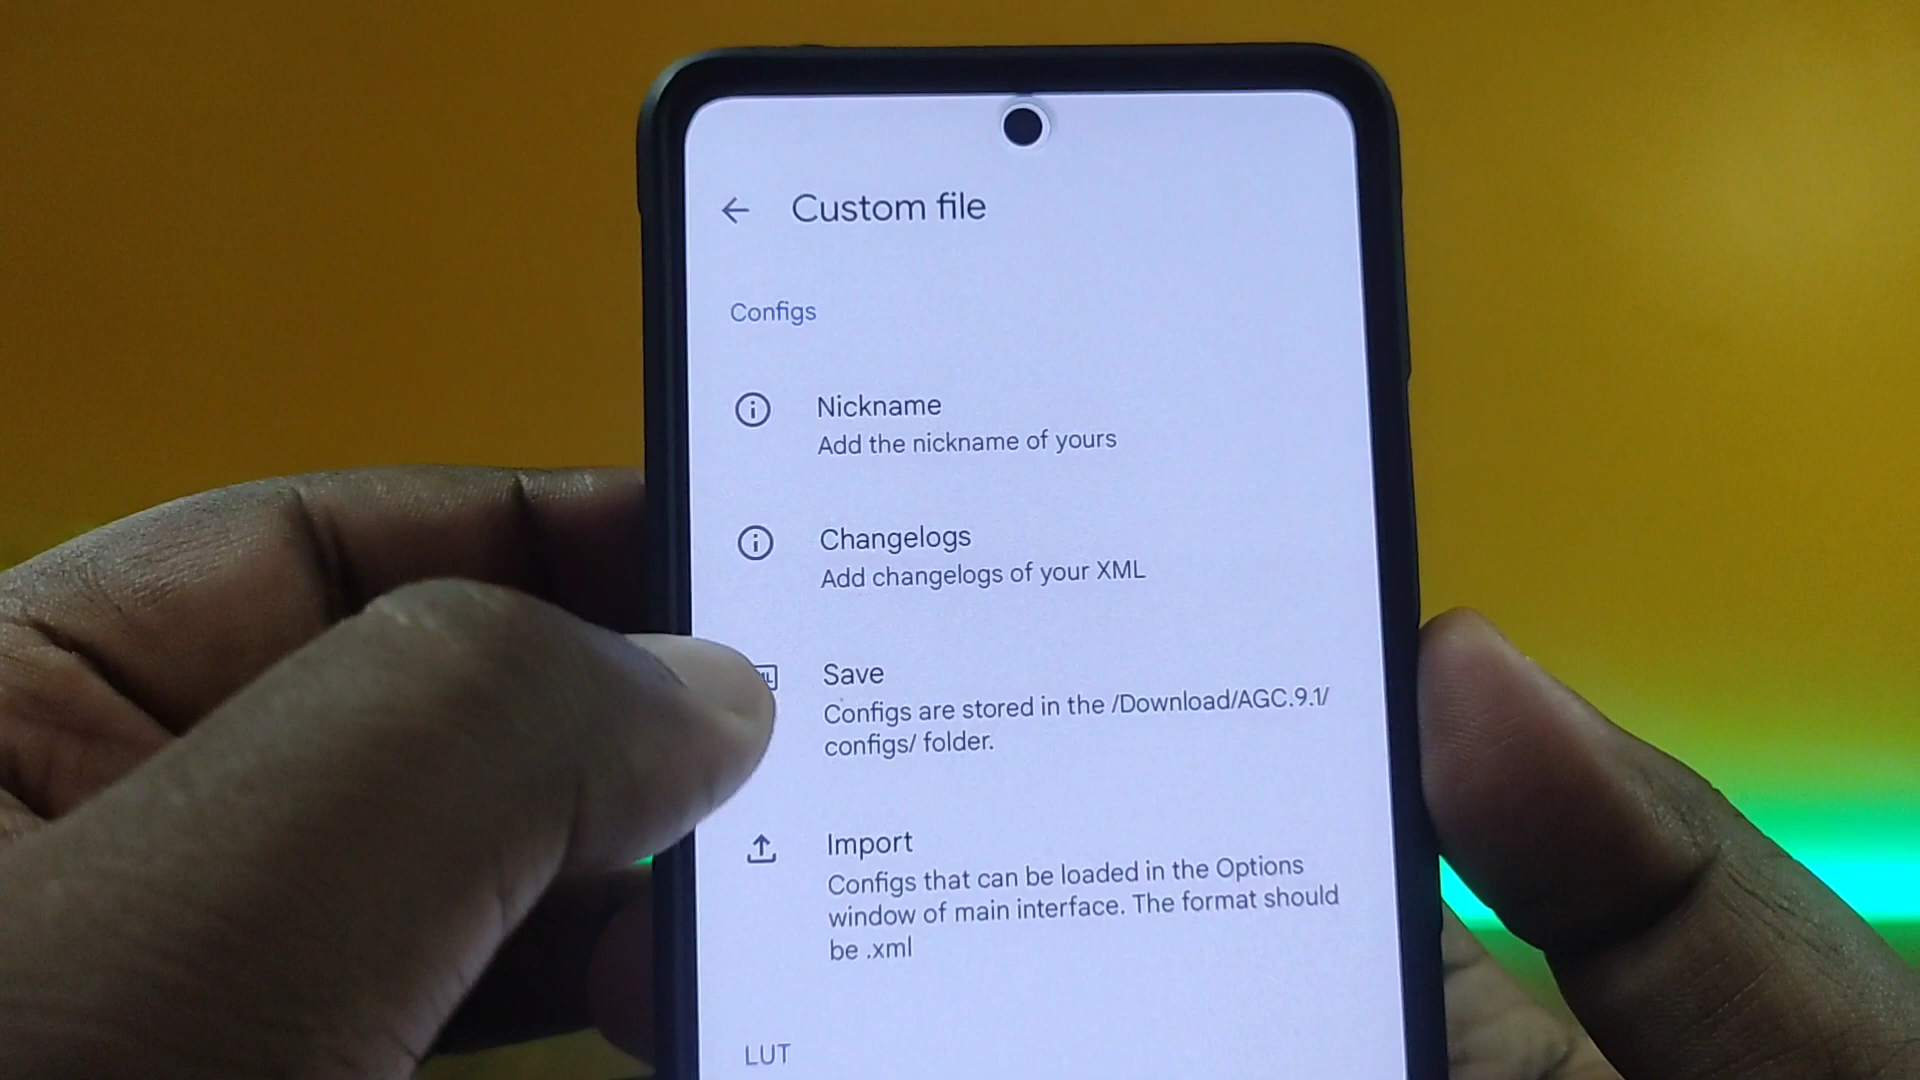 Custom file
Configs
Nickname
Add the nickname of yours
Changelogs
Add changelogs of your XML
Save
Configs are stored in the /Download/AGC.9.1/
configs/ folder.
Import
Configs that can be loaded in the Options
window of main interface. The format should
be .xml
LUT